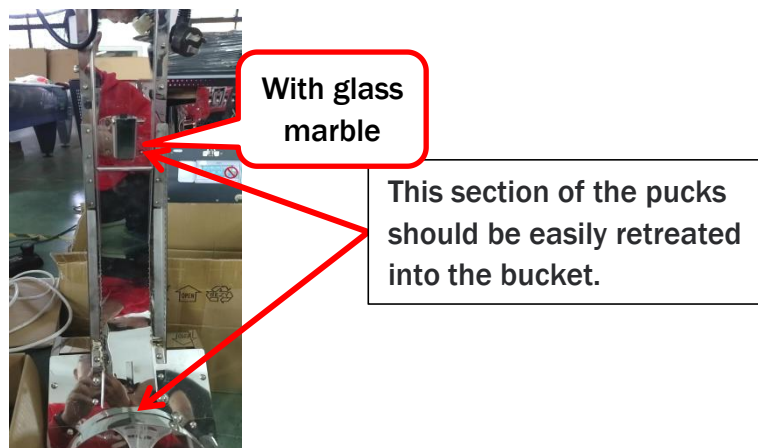 With glass
marble
This section of the pucks
should be easily retreated
into the bucket.
OPEN